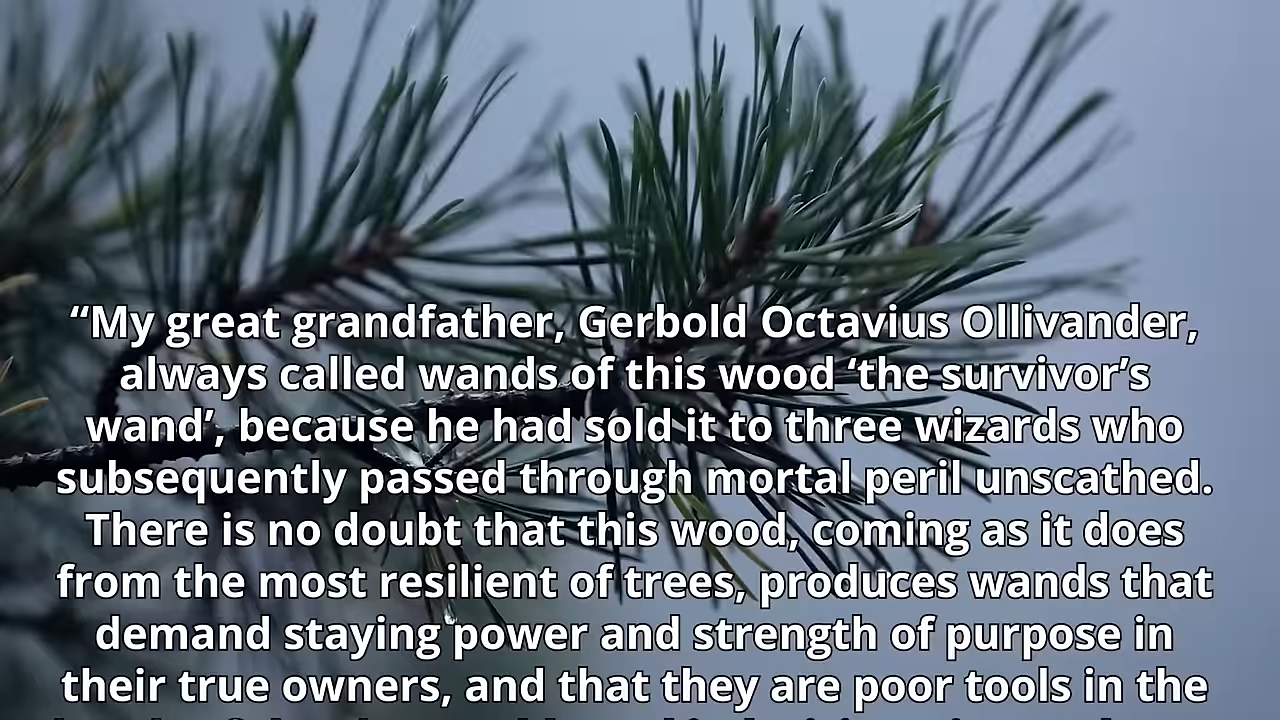 “My great grandfather, Gerbold Octavius Ollivander,
always called wands of this wood ‘the survivor’s
wand’, because he had sold it to three wizards who
subsequently passed through mortal peril unscathed.
There is no doubt that this wood, coming as it does
from the most resilient of trees, produces wands that
demand staying power and strength of purpose in
their true owners, and that they are poor tools in the